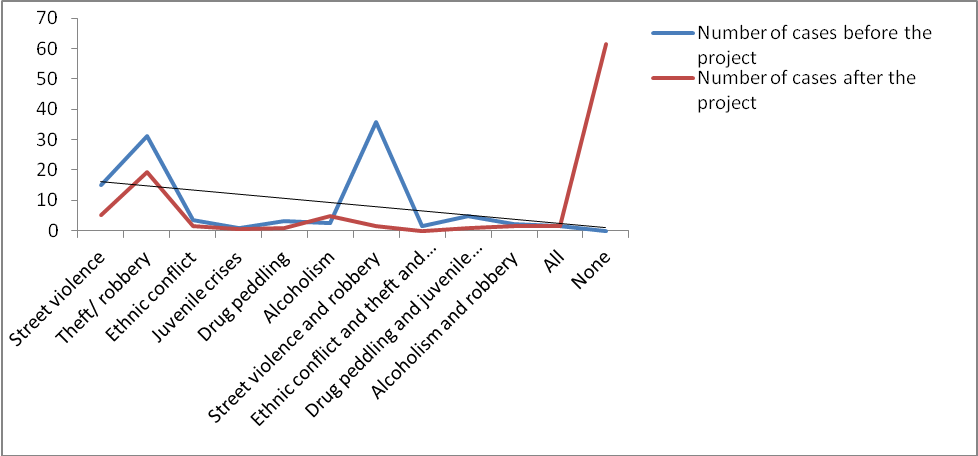 70
60
50
40
30
20
10
0
Street violence
Theft/ robbery
Ethnic conflict
Juvenile crises
Drug peddling
Alcoholism
Street violence and robbery
Ethnic conflict and theft and...
Drug peddling and juvenile...
Alcoholism and robbery
All
None
Number of cases before the
project
Number of cases after the
project